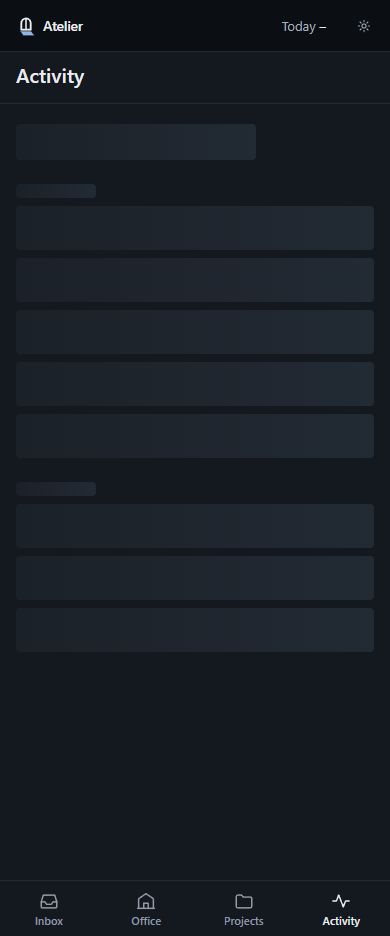 Atelier
Today –
Activity
Inbox
Office
Projects
Activity